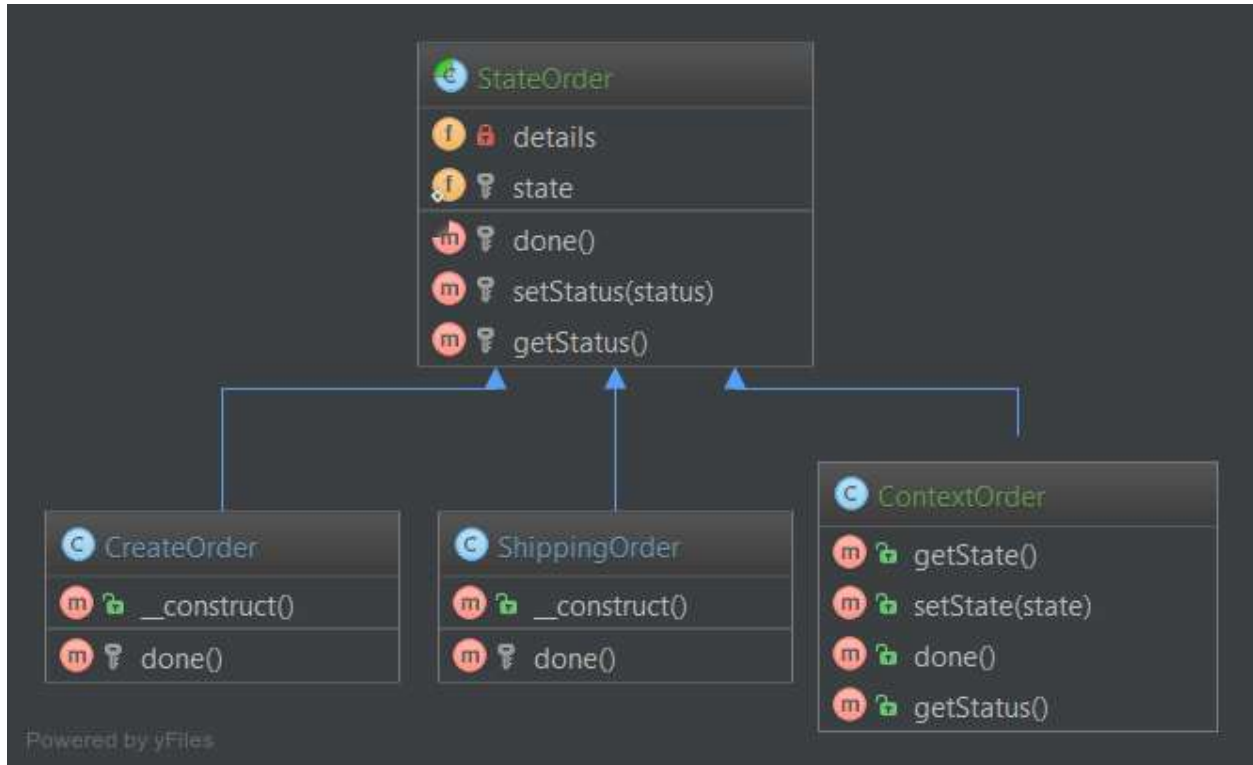 StateOrder
details
state
done()
setStatus(status)
getStatus()
CreateOrder
__construct()
done()
ShippingOrder
__construct()
done()
ContextOrder
getState()
setState(state)
done()
getStatus()
Powered by yFiles